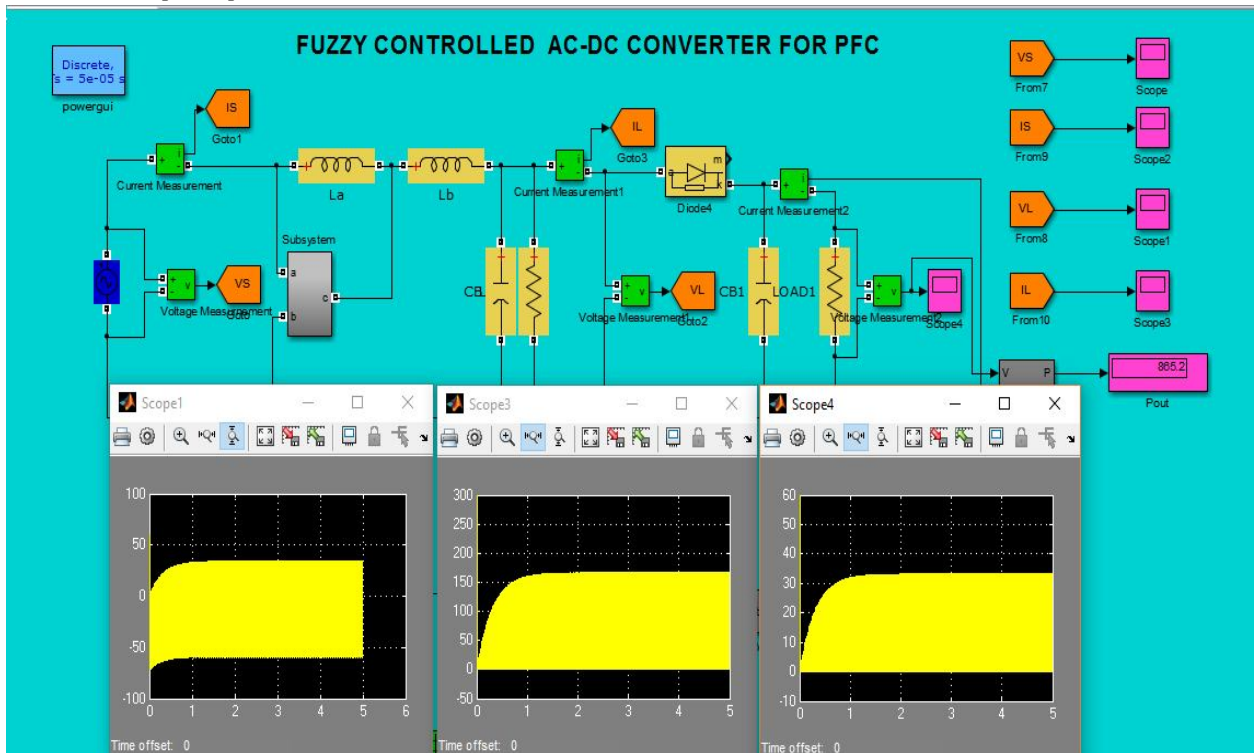 FUZZY CONTROLLED AC-DC CONVERTER FOR PFC
Discrete,
s = 5e-05 s
powergui
IS
Goto1
+
i
-
Current Measurement
La
Lb
IL
Goto3
+
i
-
Current Measurement1
m
a
k
Diode4
+
i
-
Current Measurement2
VS
From7
Scope
IS
From9
Scope2
VL
From8
Scope1
IL
From10
Scope3
+
v
-
VS
Voltage Measurement
Subsystem
a
b
c
+
v
-
VL
Voltage Measurement1
Goto2
CB1
LOAD1
+
v
-
Voltage Measurement2
Scope4
V
P
865.2
Pout
Scope1
100
50
0
-50
-100
0 1 2 3 4 5 6
Time offset: 0
Scope3
300
250
200
150
100
50
0
-50
0 1 2 3 4 5
Time offset: 0
Scope4
60
50
40
30
20
10
0
-10
0 1 2 3 4 5
Time offset: 0